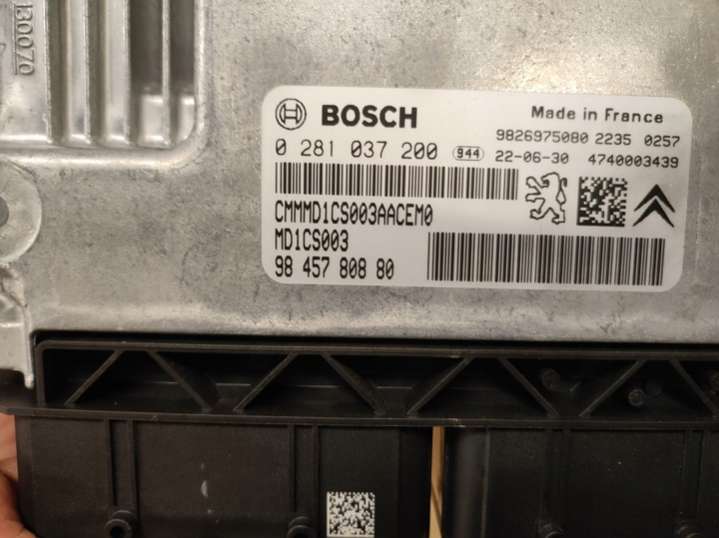 130070
BOSCH
Made in France
9826975080 2235 0257
0 281 037 200 944 22-06-30 4740003439
CMMMD1CS003AACEM0
MD1CS003
98 457 808 80